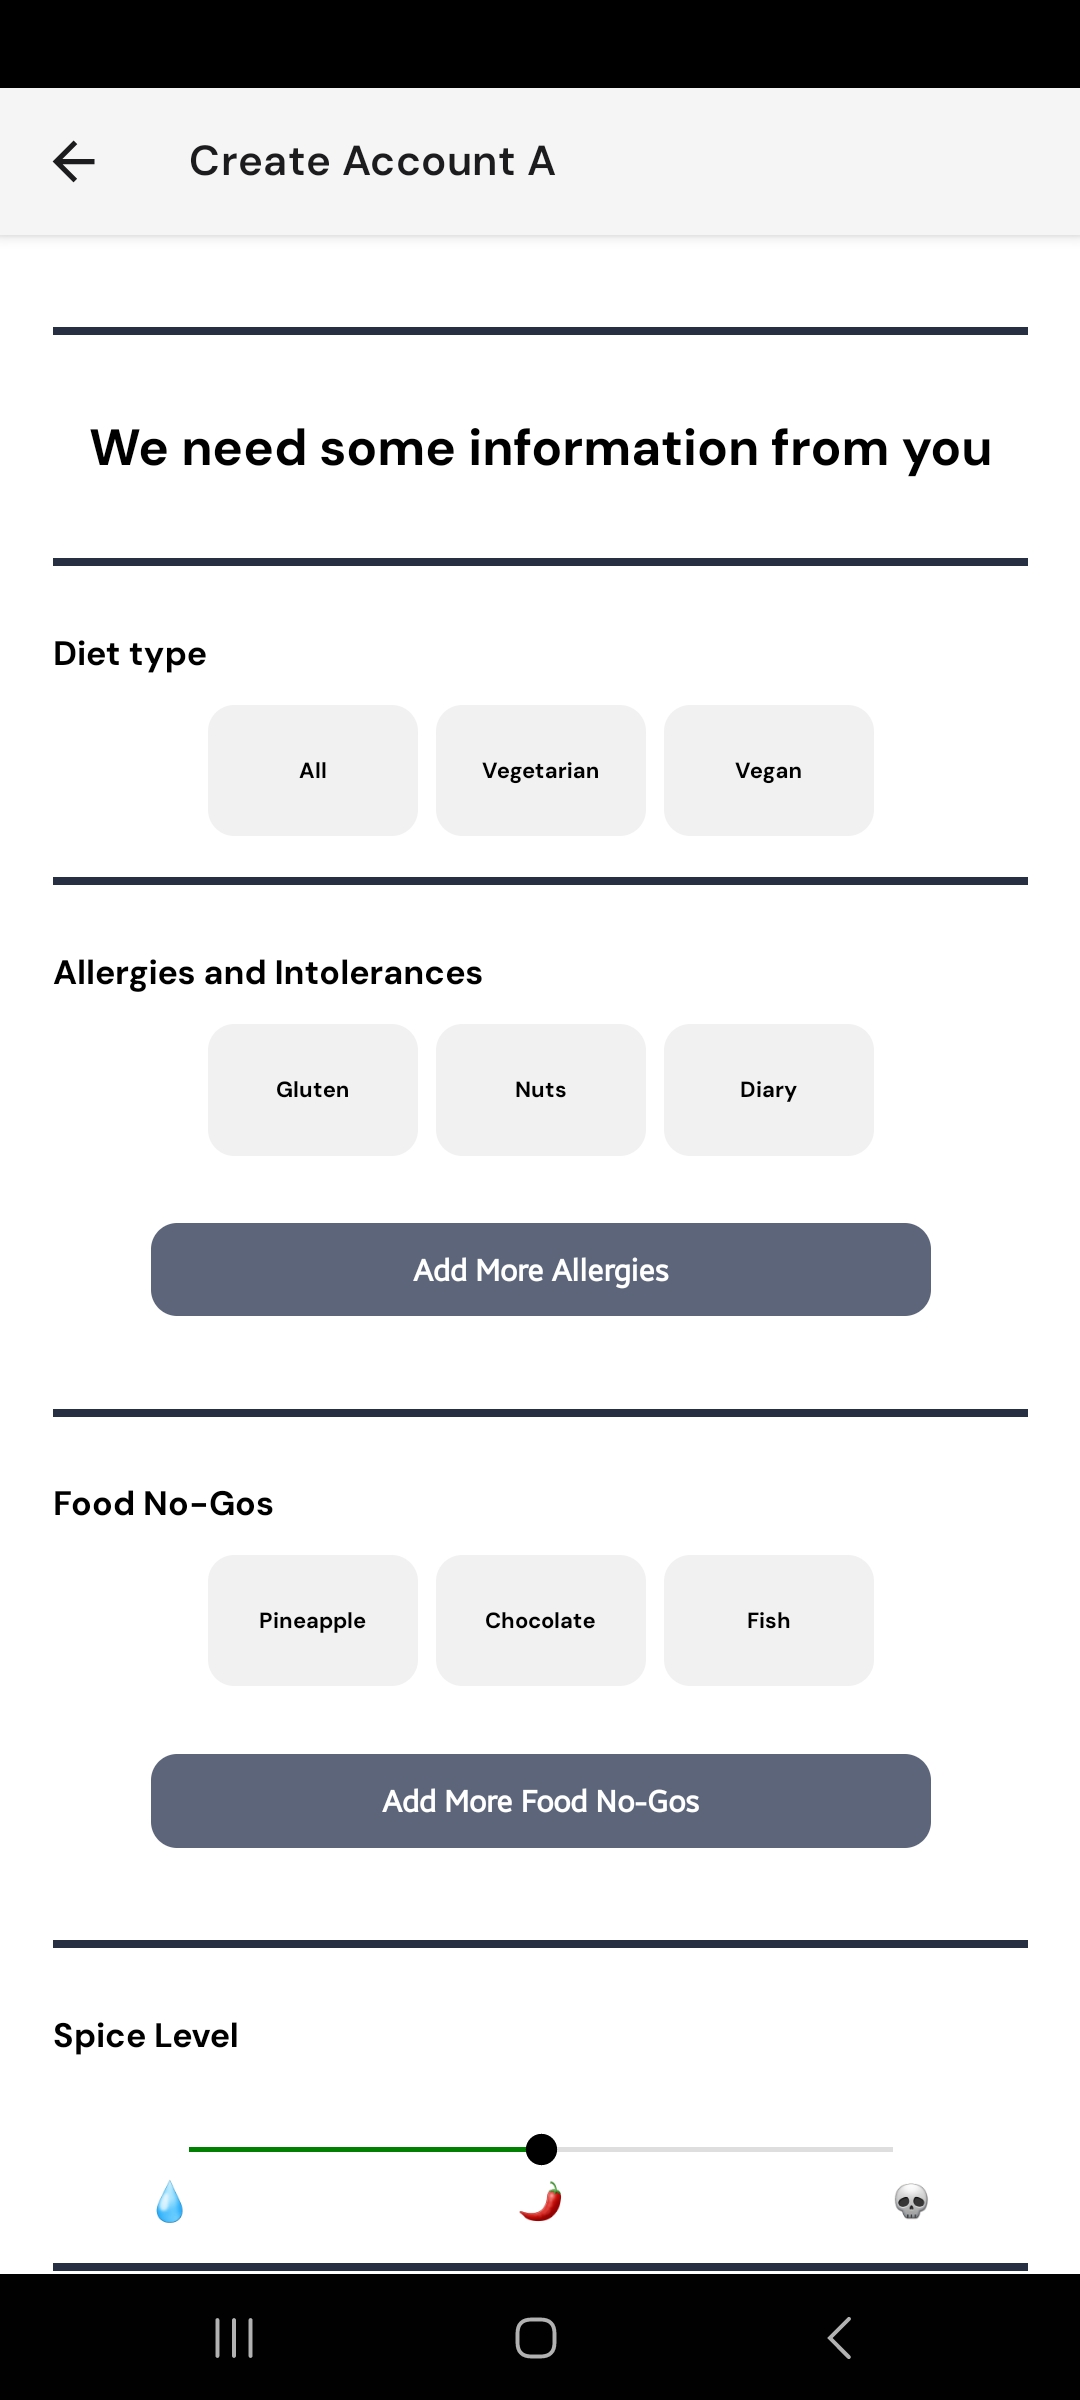 Create Account A
We need some information from you
Diet type
All Vegetarian Vegan
Allergies and Intolerances
Gluten Nuts Diary
Add More Allergies
Food No-Gos
Pineapple Chocolate Fish
Add More Food No-Gos
Spice Level